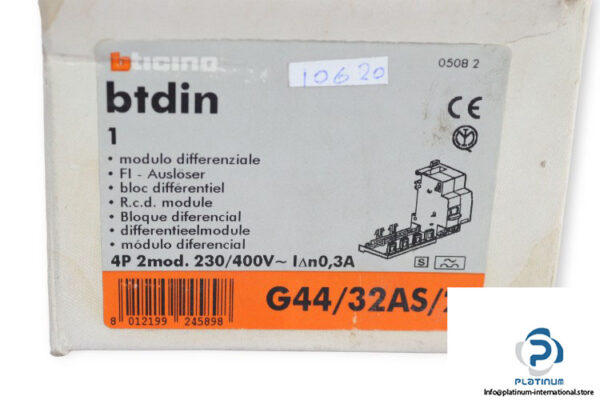 bticino
10620
0508 2
btdin
CE
1
• modulo differenziale
• FI - Auslöser
• bloc différentiel
• R.c.d. module
• Bloque diferencial
• differentieelmodule
• módulo diferencial
4P 2mod. 230/400V~ I∆n0,3A
S
G44/32AS/
8 012199 245898
PLATINUM
Info@platinum-international.store